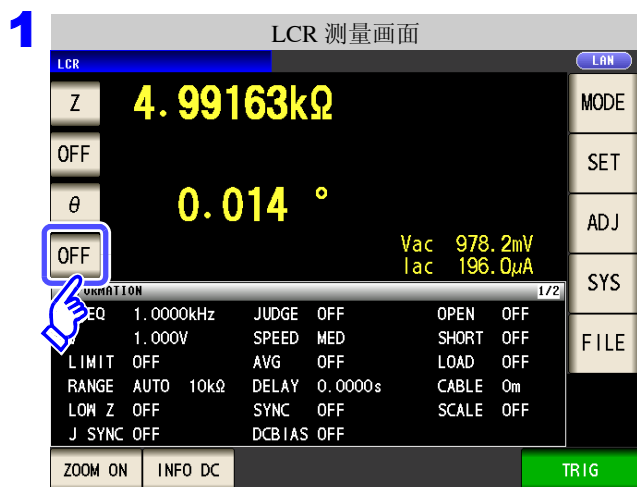 1
LCR 测量画面
LCR
LAN
Z 4.99163kΩ
MODE
OFF
SET
θ 0.014 °
ADJ
OFF
Vac 978.2mV
Iac 196.0μA
SYS
1/2
1.0000kHz JUDGE OFF OPEN OFF
1.000V SPEED MED SHORT OFF
FILE
LIMIT OFF AVG OFF LOAD OFF
RANGE AUTO 10kΩ DELAY 0.0000s CABLE 0m
LOW Z OFF SYNC OFF SCALE OFF
J SYNC OFF DCBIAS OFF
ZOOM ON INFO DC TRIG